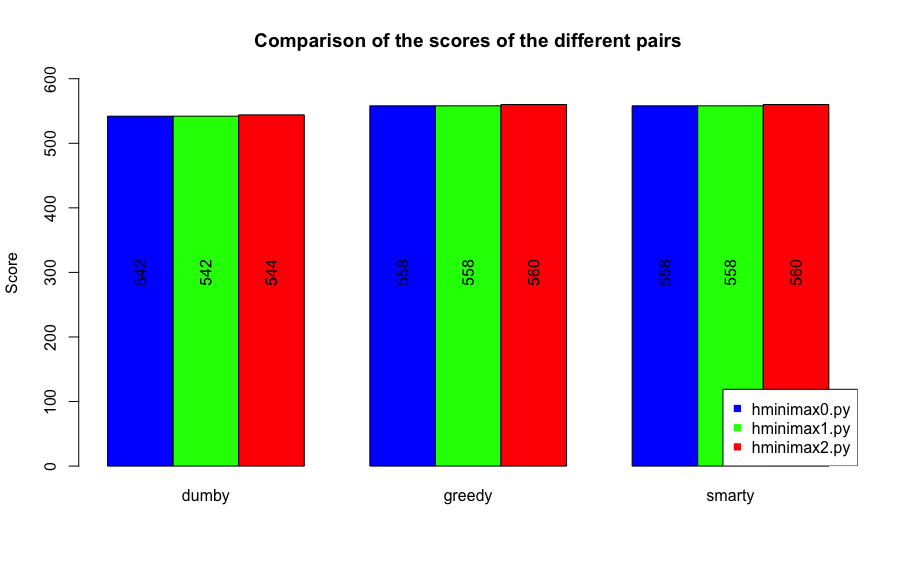 Comparison of the scores of the different pairs
Score
600
500
400
300
200
100
0
542
542
544
558
558
560
558
558
560
hminimax0.py
hminimax1.py
hminimax2.py
dumby
greedy
smarty